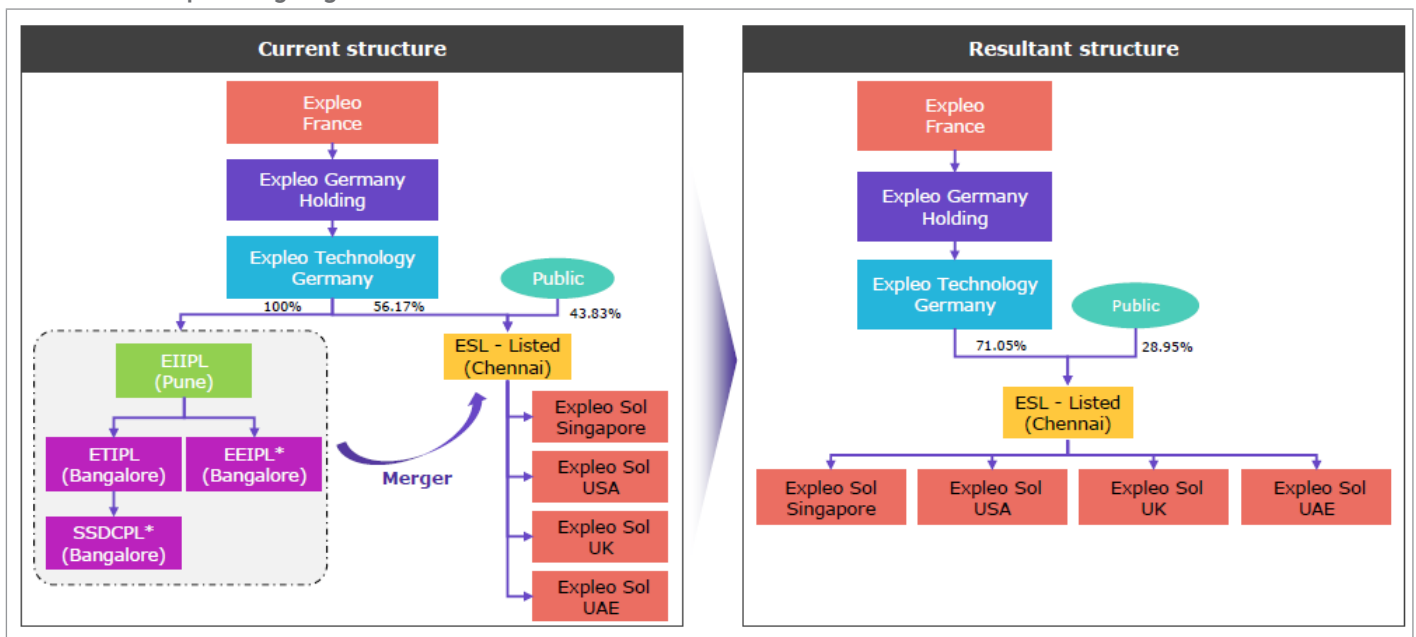 Current structure
Expleo
France
Expleo Germany
Holding
Expleo Technology
Germany
Public
100%
56.17%
43.83%
EIIPL
(Pune)
ESL - Listed
(Chennai)
ETIPL
(Bangalore)
EEIPL*
(Bangalore)
Merger
SSDCPL*
(Bangalore)
Expleo Sol
Singapore
Expleo Sol
USA
Expleo Sol
UK
Expleo Sol
UAE
Resultant structure
Expleo
France
Expleo Germany
Holding
Expleo Technology
Germany
Public
71.05%
28.95%
ESL - Listed
(Chennai)
Expleo Sol
Singapore
Expleo Sol
USA
Expleo Sol
UK
Expleo Sol
UAE